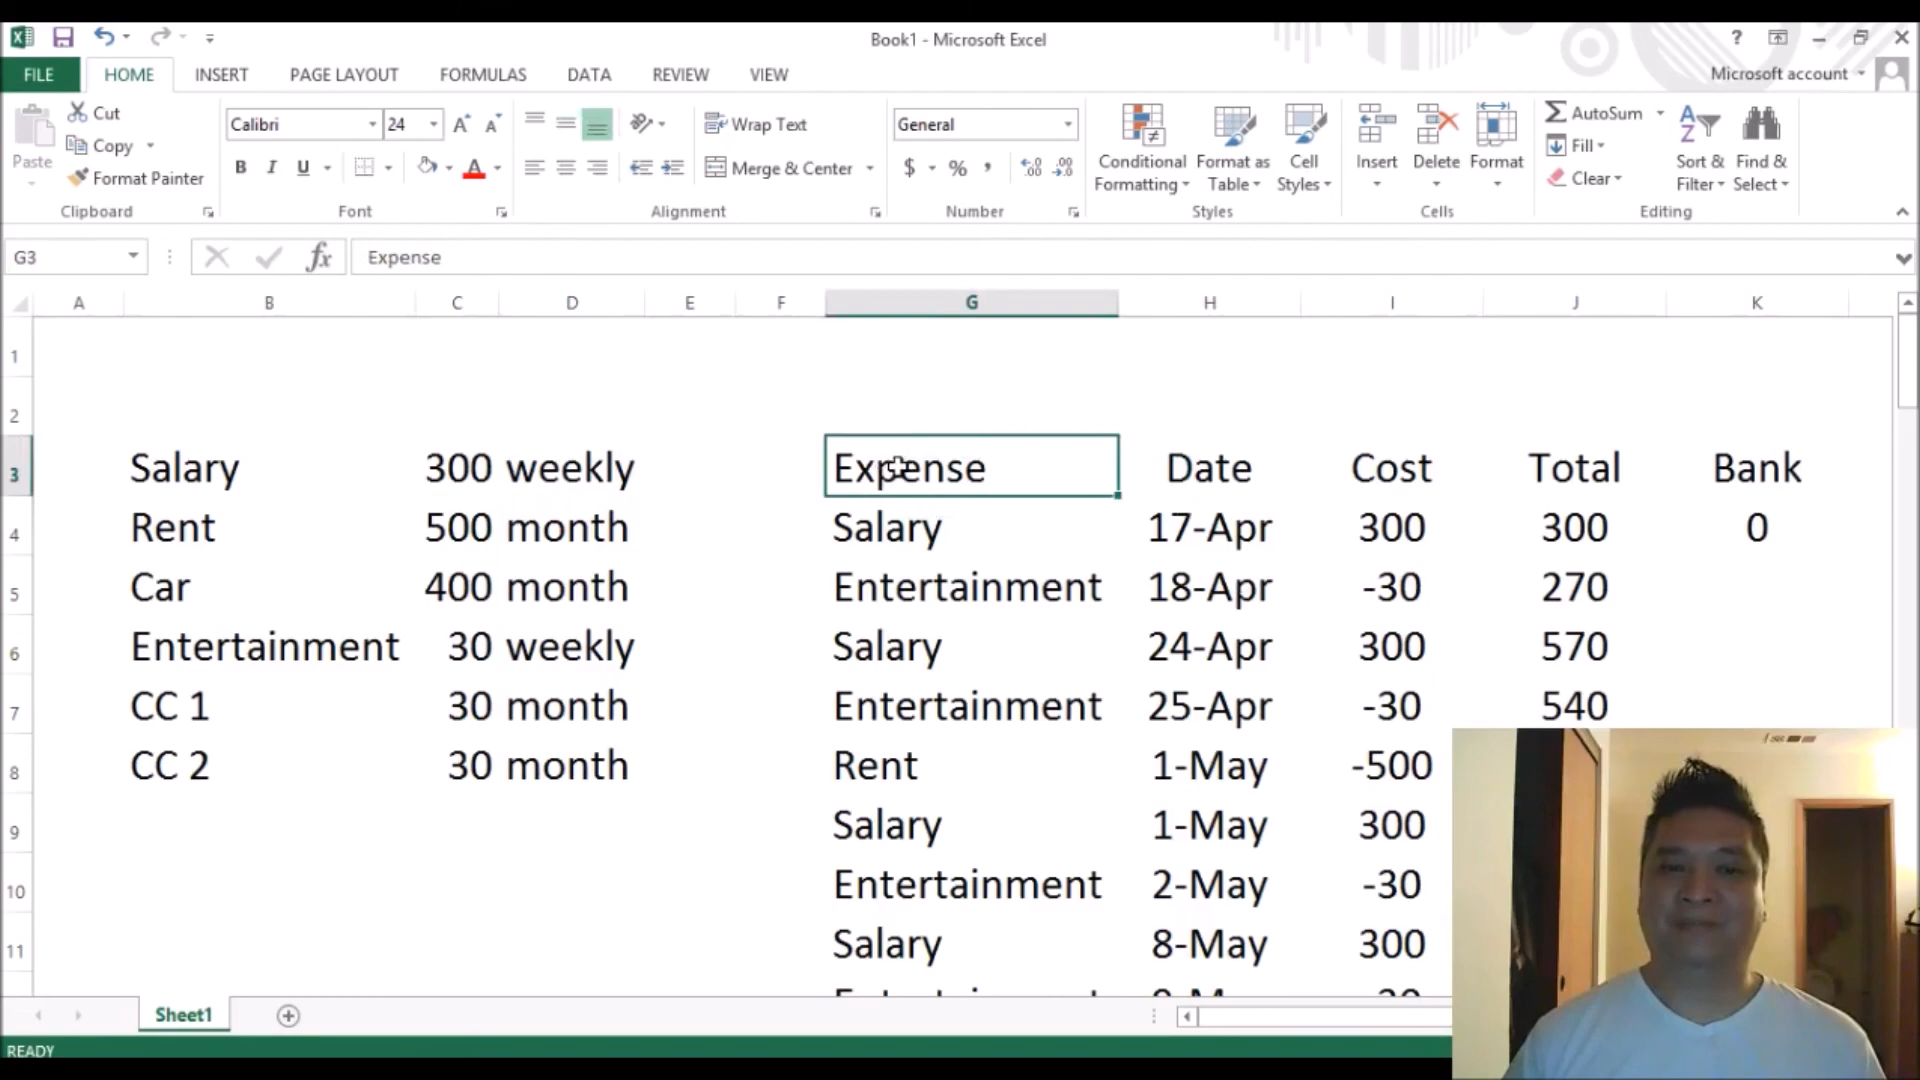 Book1 - Microsoft Excel
?
FILE HOME INSERT PAGE LAYOUT FORMULAS DATA REVIEW VIEW Microsoft account
Paste
Cut
Copy
Format Painter
Clipboard
Calibri 24
B I U
Font
Wrap Text
Merge & Center
Alignment
General
$ % ,
Number
Conditional Formatting
Format as Table
Cell Styles
Styles
Insert Delete Format
Cells
AutoSum
Fill
Clear
Sort & Filter
Find & Select
Editing
G3 fx Expense
A B C D E F G H I J K
1
2
3 Salary 300 weekly Expense Date Cost Total Bank
4 Rent 500 month Salary 17-Apr 300 300 0
5 Car 400 month Entertainment 18-Apr -30 270
6 Entertainment 30 weekly Salary 24-Apr 300 570
7 CC 1 30 month Entertainment 25-Apr -30 540
8 CC 2 30 month Rent 1-May -500
9 Salary 1-May 300
10 Entertainment 2-May -30
11 Salary 8-May 300
Sheet1
READY